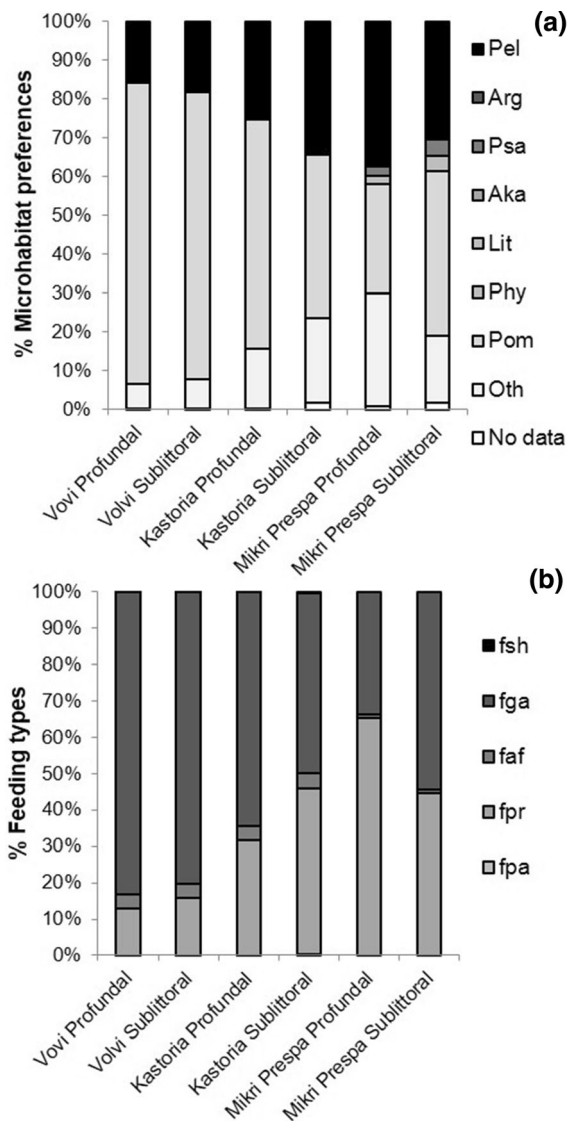 (a)
% Microhabitat preferences
100%
90%
80%
70%
60%
50%
40%
30%
20%
10%
0%
Vovi Profundal
Volvi Sublittoral
Kastoria Profundal
Kastoria Sublittoral
Mikri Prespa Profundal
Mikri Prespa Sublittoral
Pel
Arg
Psa
Aka
Lit
Phy
Pom
Oth
No data
(b)
% Feeding types
100%
90%
80%
70%
60%
50%
40%
30%
20%
10%
0%
Vovi Profundal
Volvi Sublittoral
Kastoria Profundal
Kastoria Sublittoral
Mikri Prespa Profundal
Mikri Prespa Sublittoral
fsh
fga
faf
fpr
fpa